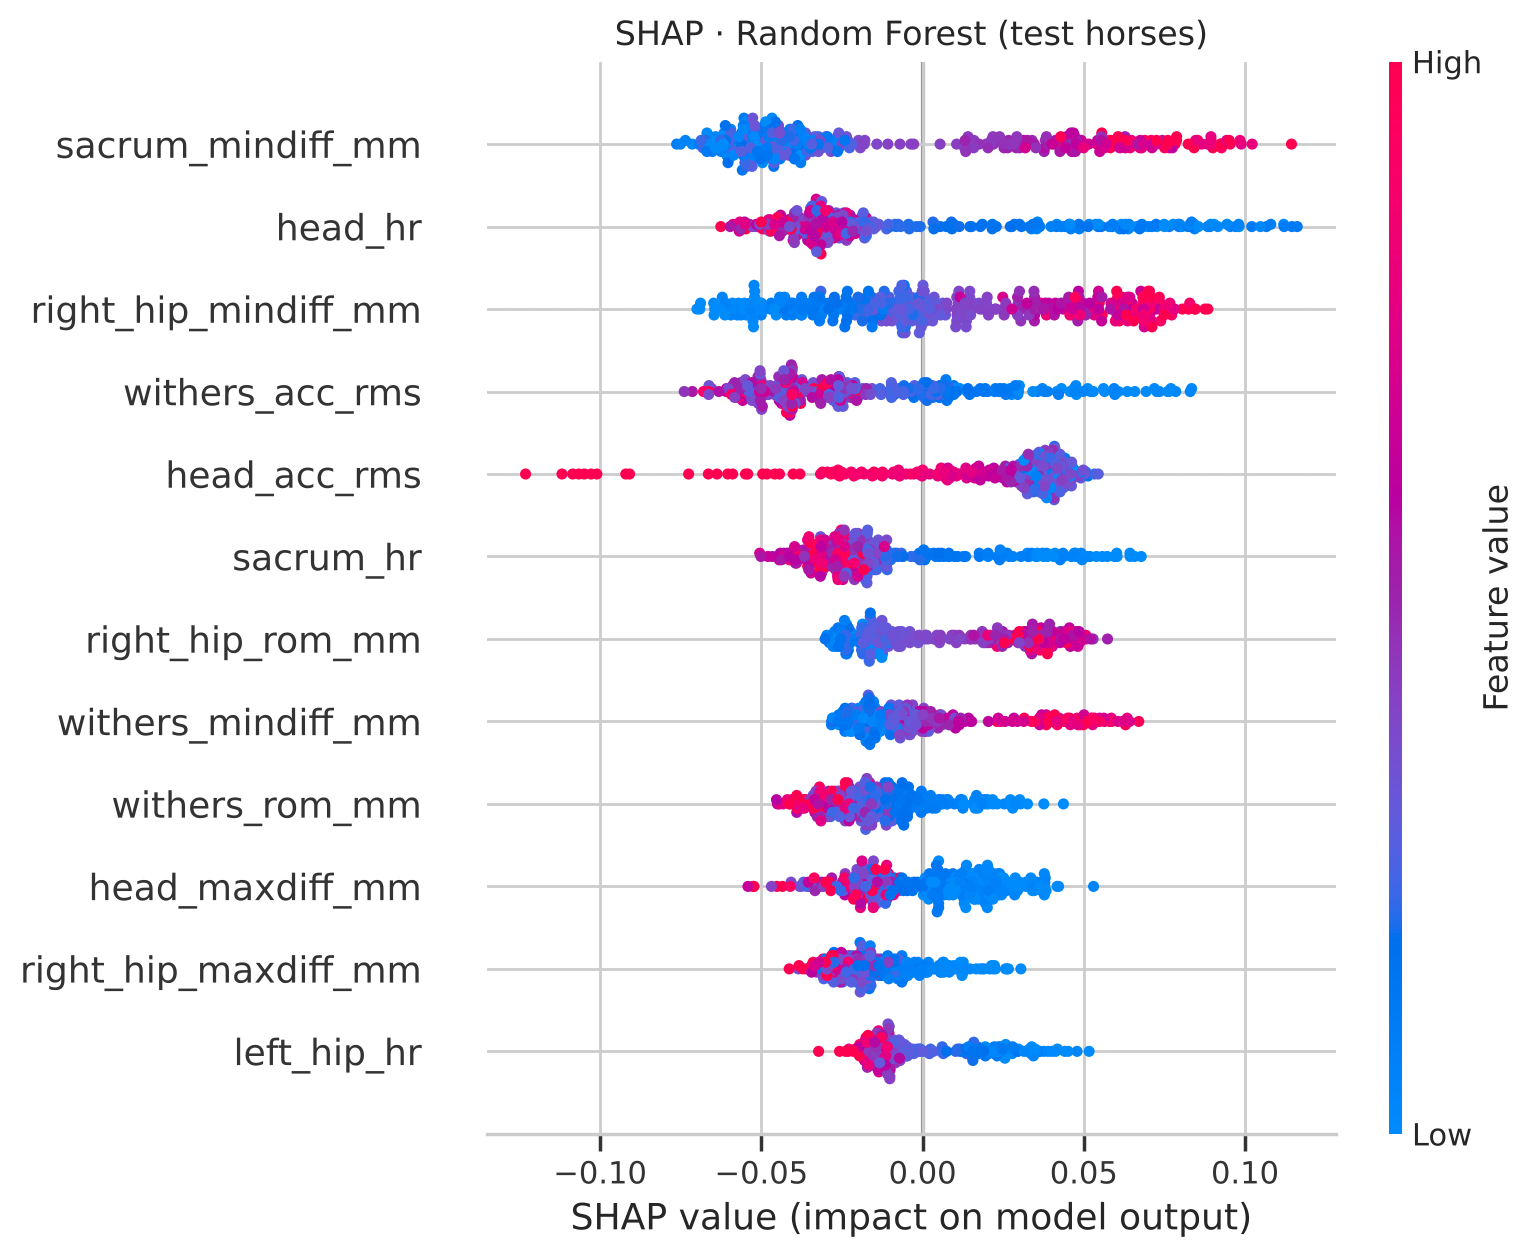 SHAP · Random Forest (test horses)
High
sacrum_mindiff_mm
head_hr
right_hip_mindiff_mm
withers_acc_rms
head_acc_rms
sacrum_hr
right_hip_rom_mm
withers_mindiff_mm
withers_rom_mm
head_maxdiff_mm
right_hip_maxdiff_mm
left_hip_hr
Feature value
Low
−0.10
−0.05
0.00
0.05
0.10
SHAP value (impact on model output)